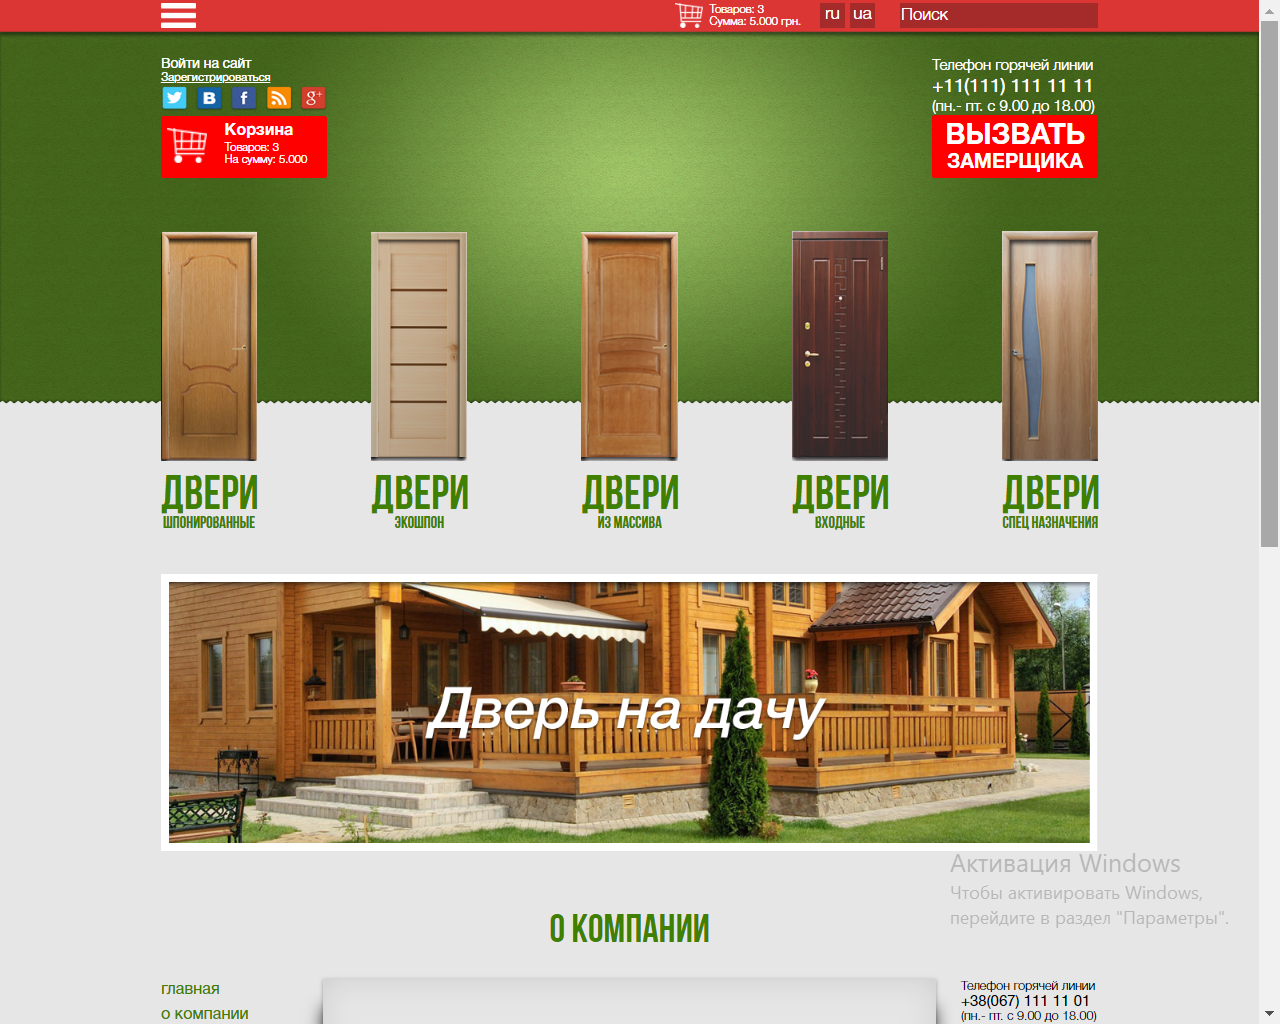 Товаров: 3
Сумма: 5.000 грн.
ru
ua
Поиск
Войти на сайт
Зарегистрироваться
Корзина
Товаров: 3
На сумму: 5.000
Телефон горячей линии
+11(111) 111 11 11
(пн.- пт. с 9.00 до 18.00)
ВЫЗВАТЬ
ЗАМЕРЩИКА
ДВЕРИ
ШПОНИРОВАННЫЕ
ДВЕРИ
ЭКОШПОН
ДВЕРИ
ИЗ МАССИВА
ДВЕРИ
ВХОДНЫЕ
ДВЕРИ
СПЕЦ НАЗНАЧЕНИЯ
Дверь на дачу
Активация Windows
Чтобы активировать Windows,
перейдите в раздел "Параметры".
О КОМПАНИИ
главная
о компании
Телефон горячей линии
+38(067) 111 11 01
(пн.- пт. с 9.00 до 18.00)